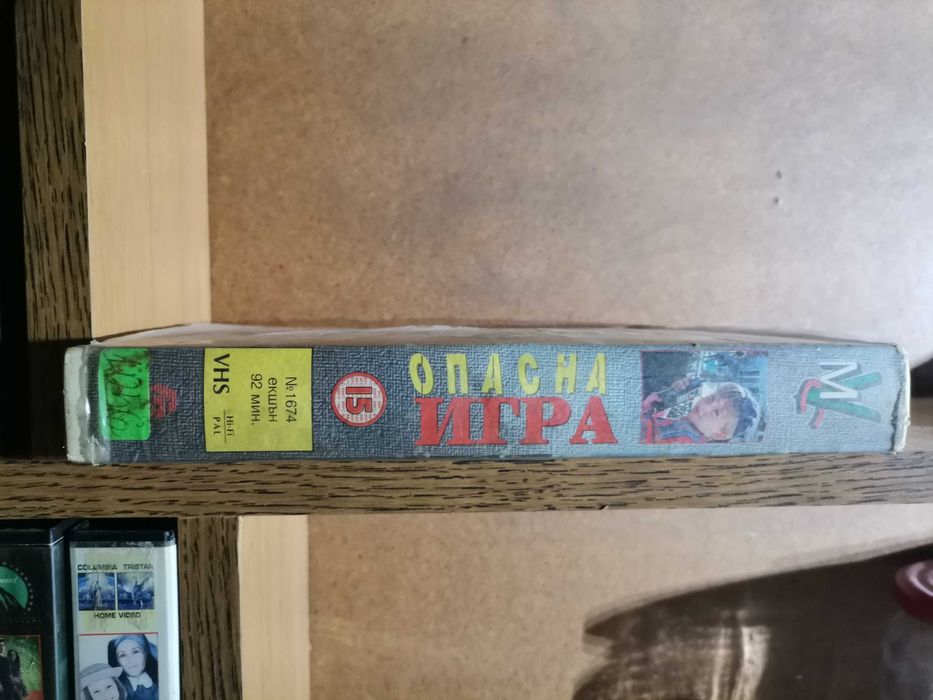 ОПАСНА
ИГРА
15
№1674
екшън
92 мин.
VHS
Hi-Fi
PAL
COLUMBIA TRISTAR
HOME VIDEO